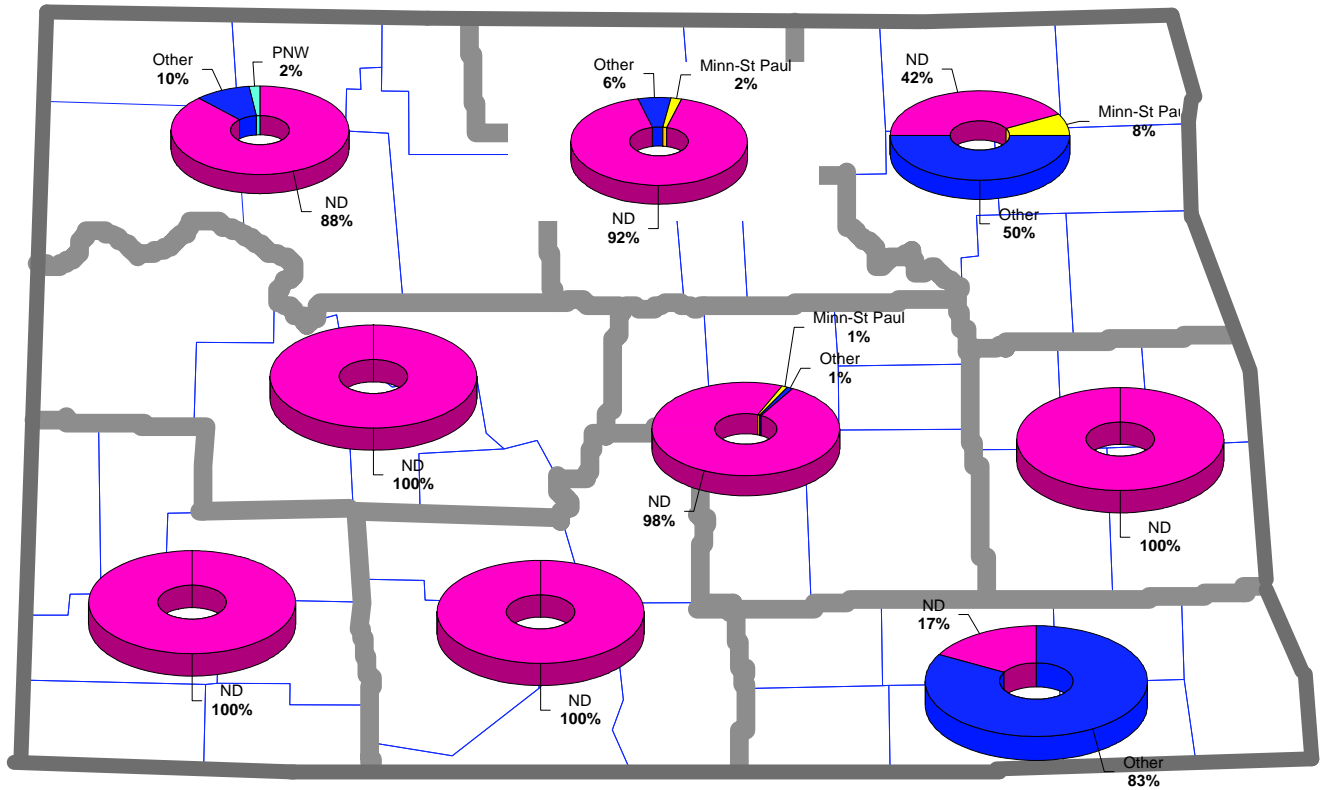 Other
10%
PNW
2%
ND
88%
Other
6%
Minn-St Paul
2%
ND
92%
ND
42%
Minn-St Pau
8%
Other
50%
ND
100%
Minn-St Paul
1%
Other
1%
ND
98%
ND
100%
ND
100%
ND
100%
ND
17%
Other
83%